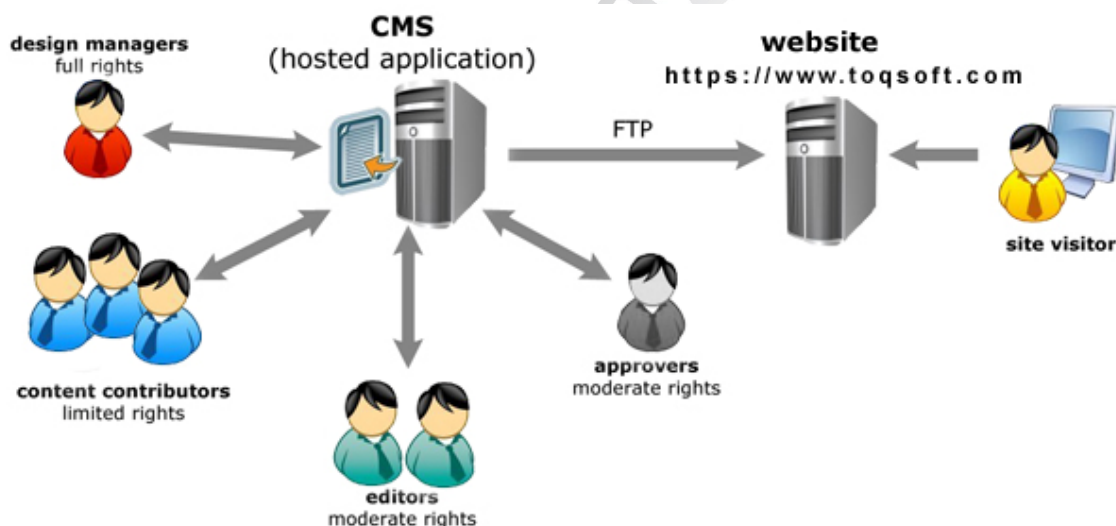 design managers
full rights
CMS
(hosted application)
website
https://www.toqsoft.com
FTP
site visitor
content contributors
limited rights
approvers
moderate rights
editors
moderate rights